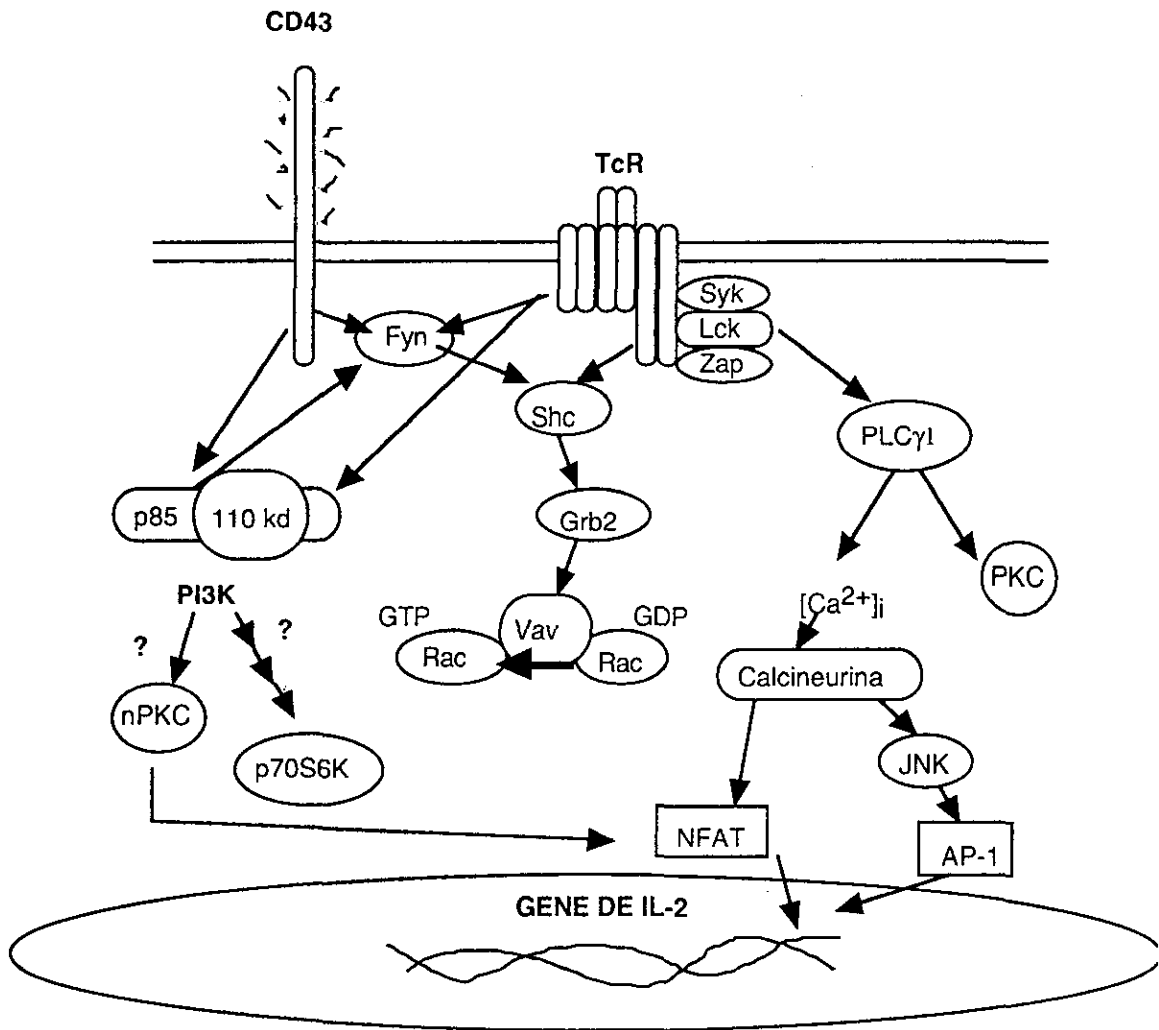 CD43
TcR
Syk
Lck
Zap
Fyn
Shc
PLCγ1
p85
110 kd
Grb2
PKC
PI3K
[Ca²⁺]i
GTP
Vav
GDP
?
?
Rac
Rac
Calcineurina
nPKC
p70S6K
JNK
NFAT
AP-1
GENE DE IL-2